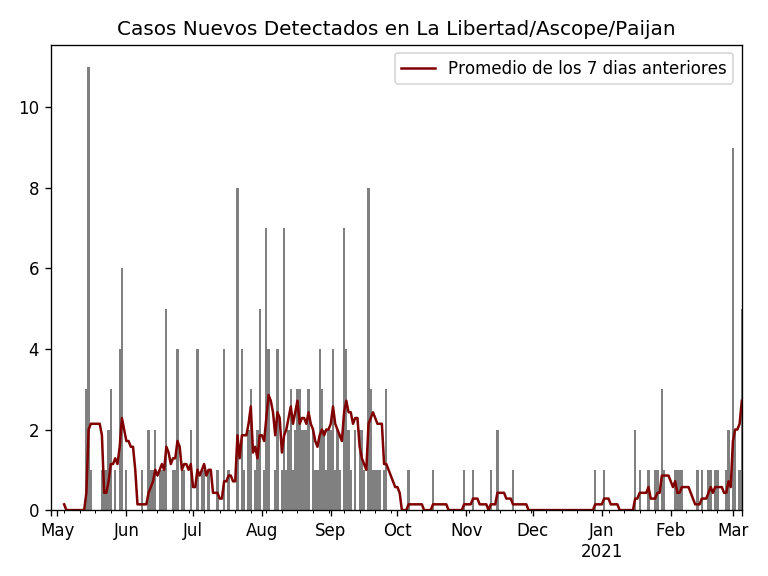 Casos Nuevos Detectados en La Libertad/Ascope/Paijan
Promedio de los 7 dias anteriores
10
8
6
4
2
0
May Jun Jul Aug Sep Oct Nov Dec Jan Feb Mar
2021